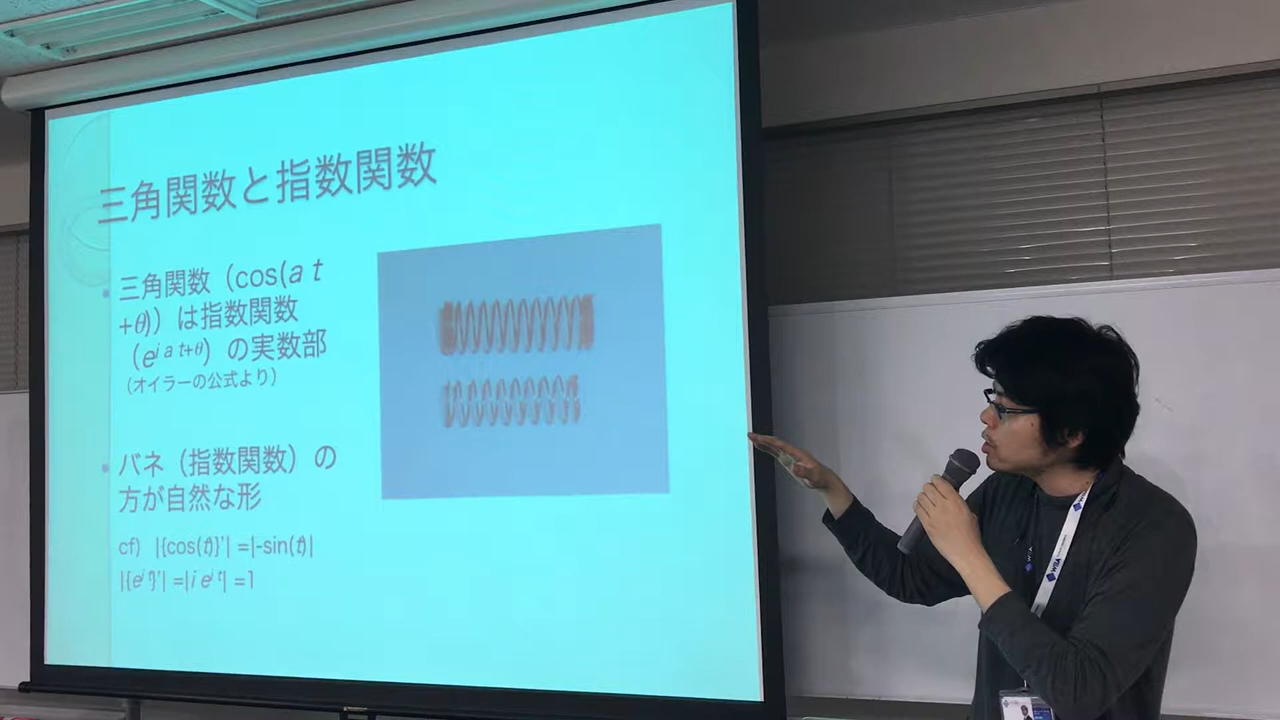 三角関数と指数関数
• 三角関数（cos(a t
+θ)）は指数関数
（e^{i a t+θ}）の実数部
（オイラーの公式より）
• バネ（指数関数）の
方が自然な形
cf) |{cos(t)}'| =|-sin(t)|
|{e^{i t}}'| =|i e^{i t}| =1